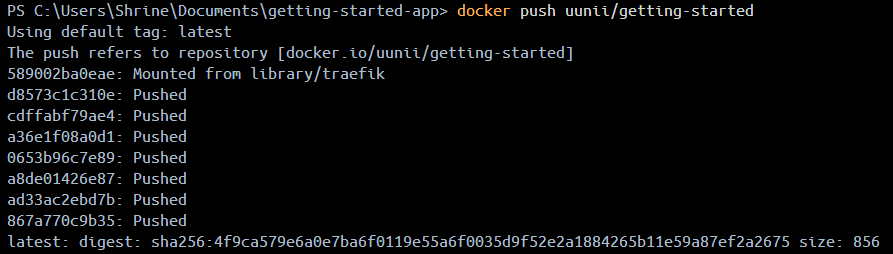 PS C:\Users\Shrine\Documents\getting-started-app> docker push uunii/getting-started
Using default tag: latest
The push refers to repository [docker.io/uunii/getting-started]
589002ba0eae: Mounted from library/traefik
d8573c1c310e: Pushed
cdffabf79ae4: Pushed
a36e1f08a0d1: Pushed
0653b96c7e89: Pushed
a8de01426e87: Pushed
ad33ac2ebd7b: Pushed
867a770c9b35: Pushed
latest: digest: sha256:4f9ca579e6a0e7ba6f0119e55a6f0035d9f52e2a1884265b11e59a87ef2a2675 size: 856